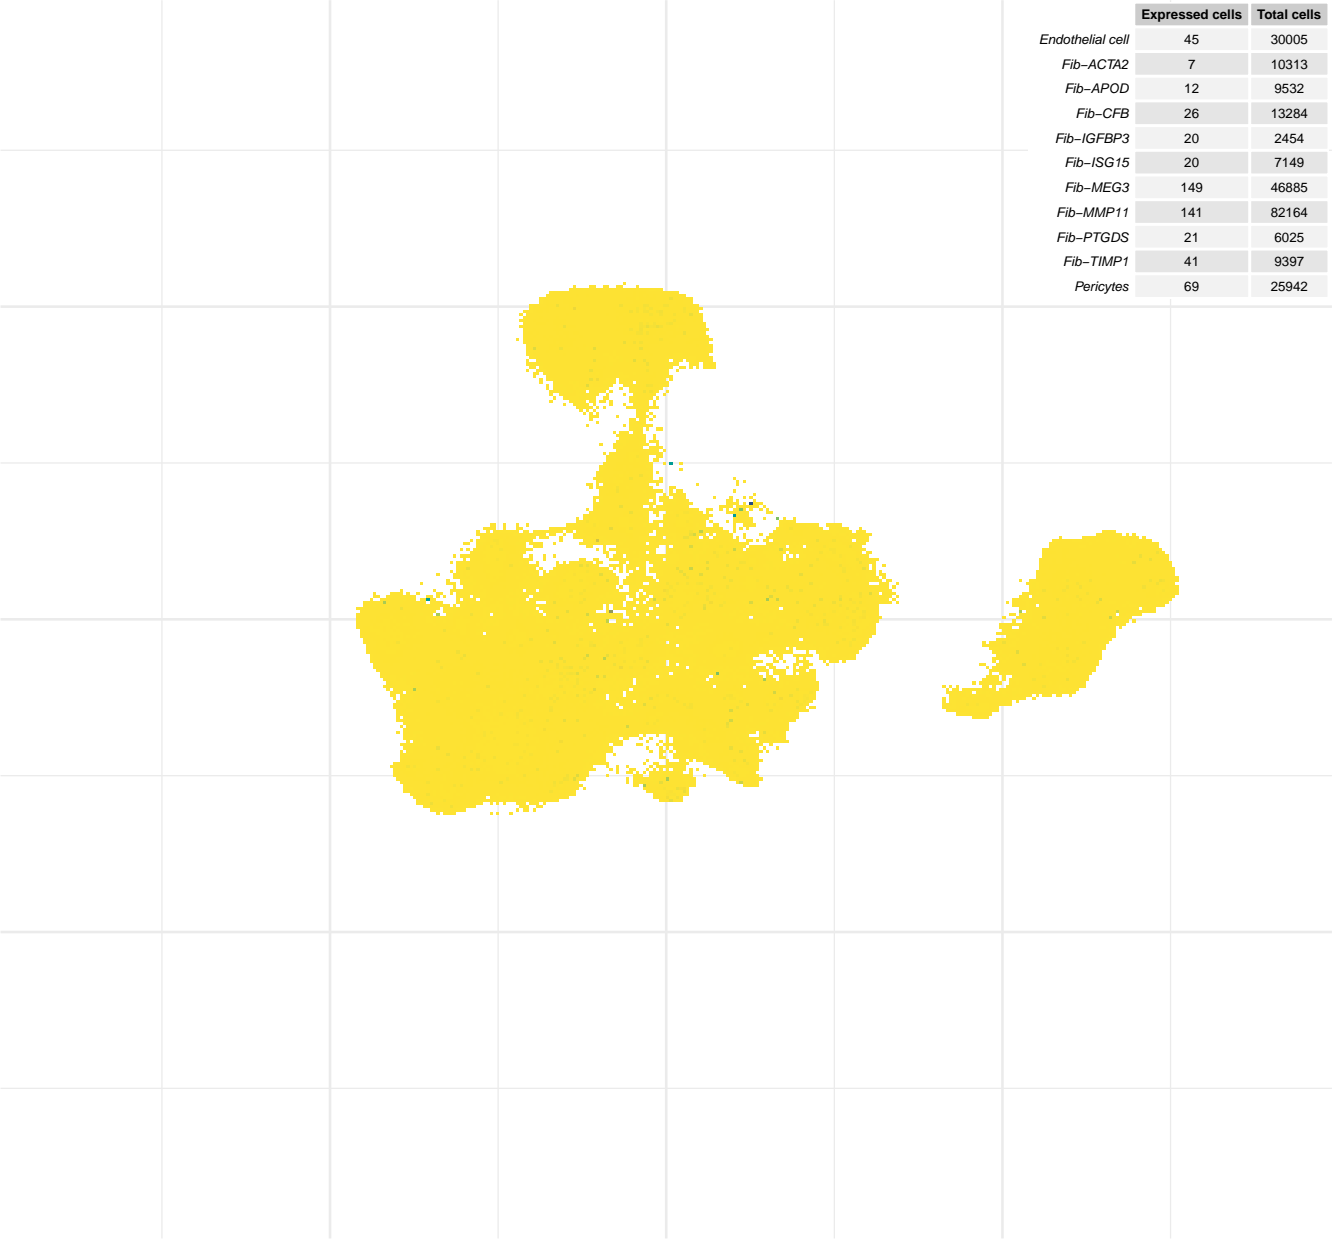 Expressed cells Total cells
Endothelial cell 45 30005
Fib−ACTA2 7 10313
Fib−APOD 12 9532
Fib−CFB 26 13284
Fib−IGFBP3 20 2454
Fib−ISG15 20 7149
Fib−MEG3 149 46885
Fib−MMP11 141 82164
Fib−PTGDS 21 6025
Fib−TIMP1 41 9397
Pericytes 69 25942